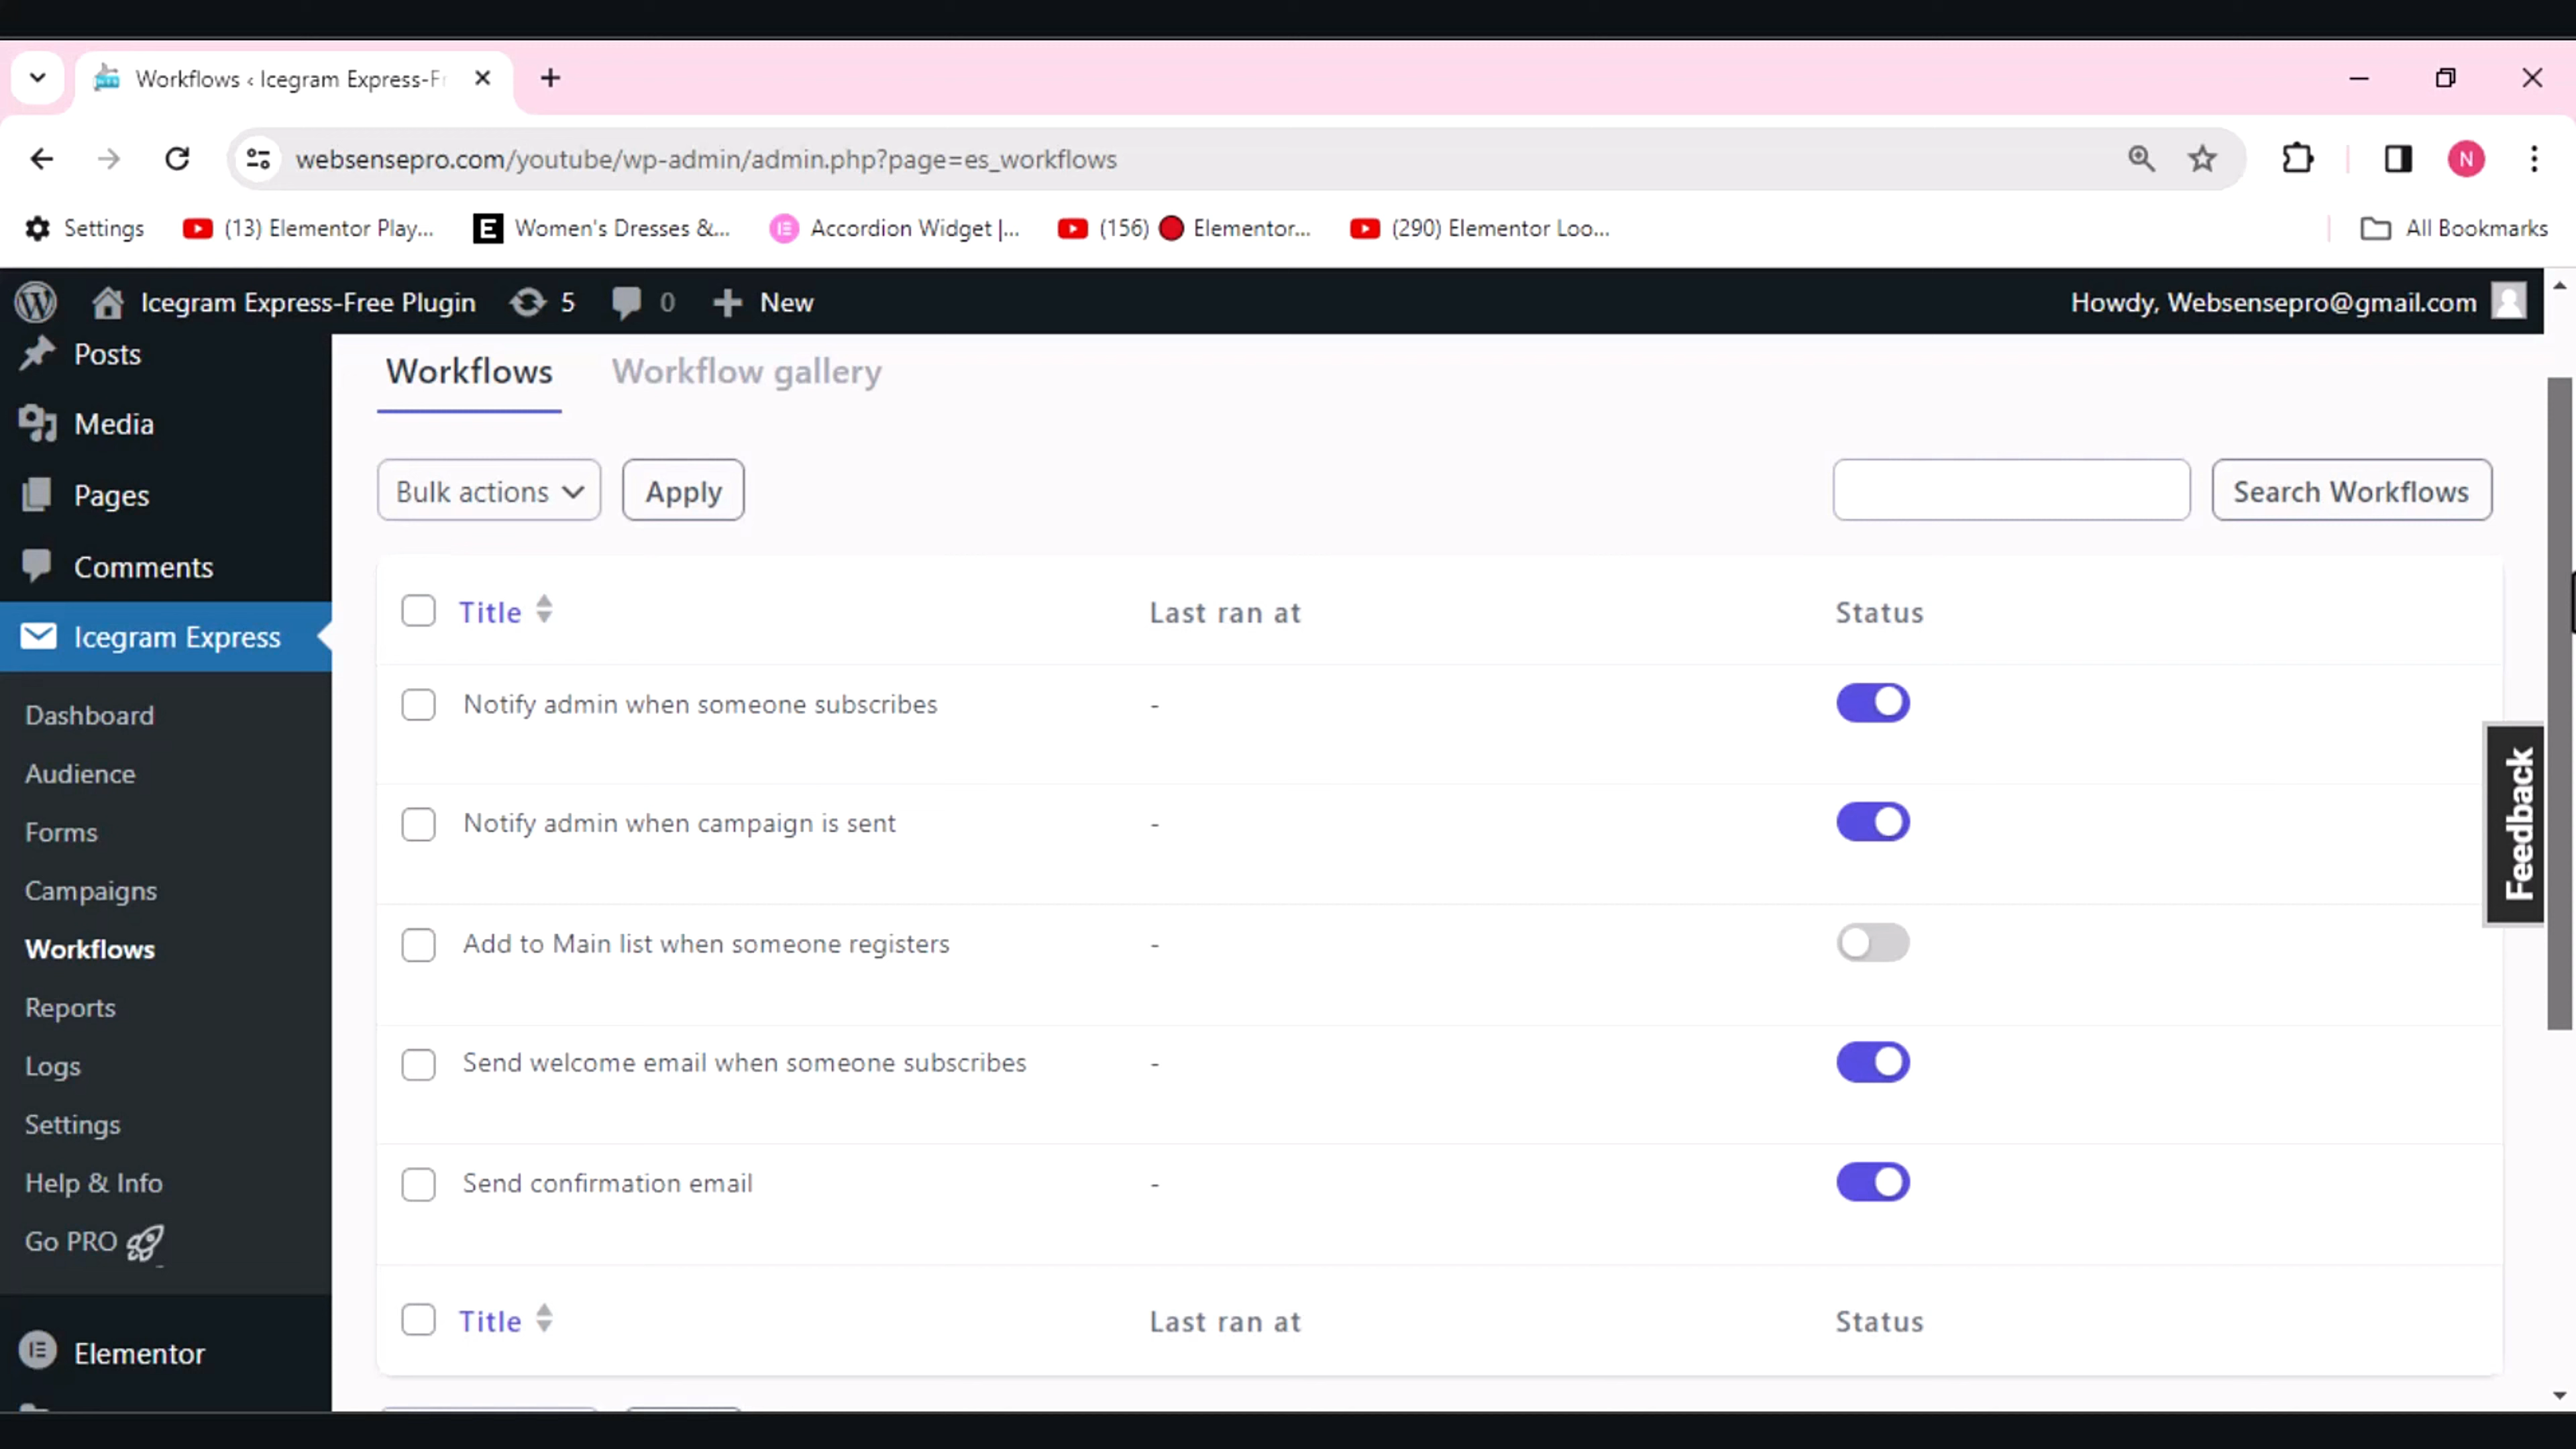 Workflows ‹ Icegram Express-Fr
websensepro.com/youtube/wp-admin/admin.php?page=es_workflows
N
Settings
(13) Elementor Play...
E
Women's Dresses &...
Accordion Widget |...
(156) Elementor...
(290) Elementor Loo...
All Bookmarks
Icegram Express-Free Plugin
5
0
New
Howdy, Websensepro@gmail.com
Posts
Media
Pages
Comments
Icegram Express
Dashboard
Audience
Forms
Campaigns
Workflows
Reports
Logs
Settings
Help & Info
Go PRO
Elementor
Workflows
Workflow gallery
Bulk actions
Apply
Search Workflows
Title
Last ran at
Status
Notify admin when someone subscribes
-
Notify admin when campaign is sent
-
Add to Main list when someone registers
-
Send welcome email when someone subscribes
-
Send confirmation email
-
Title
Last ran at
Status
Feedback